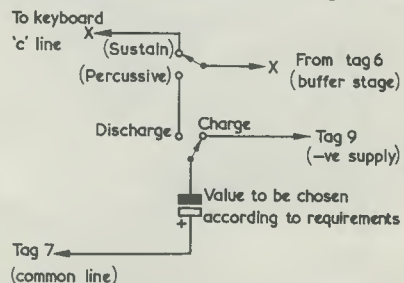 To keyboard
'c' line
X
(Sustain)
(Percussive)
X
From tag 6
(buffer stage)
Discharge
Charge
Tag 9
(-ve supply)
Value to be chosen
according to requirements
+
Tag 7
(common line)